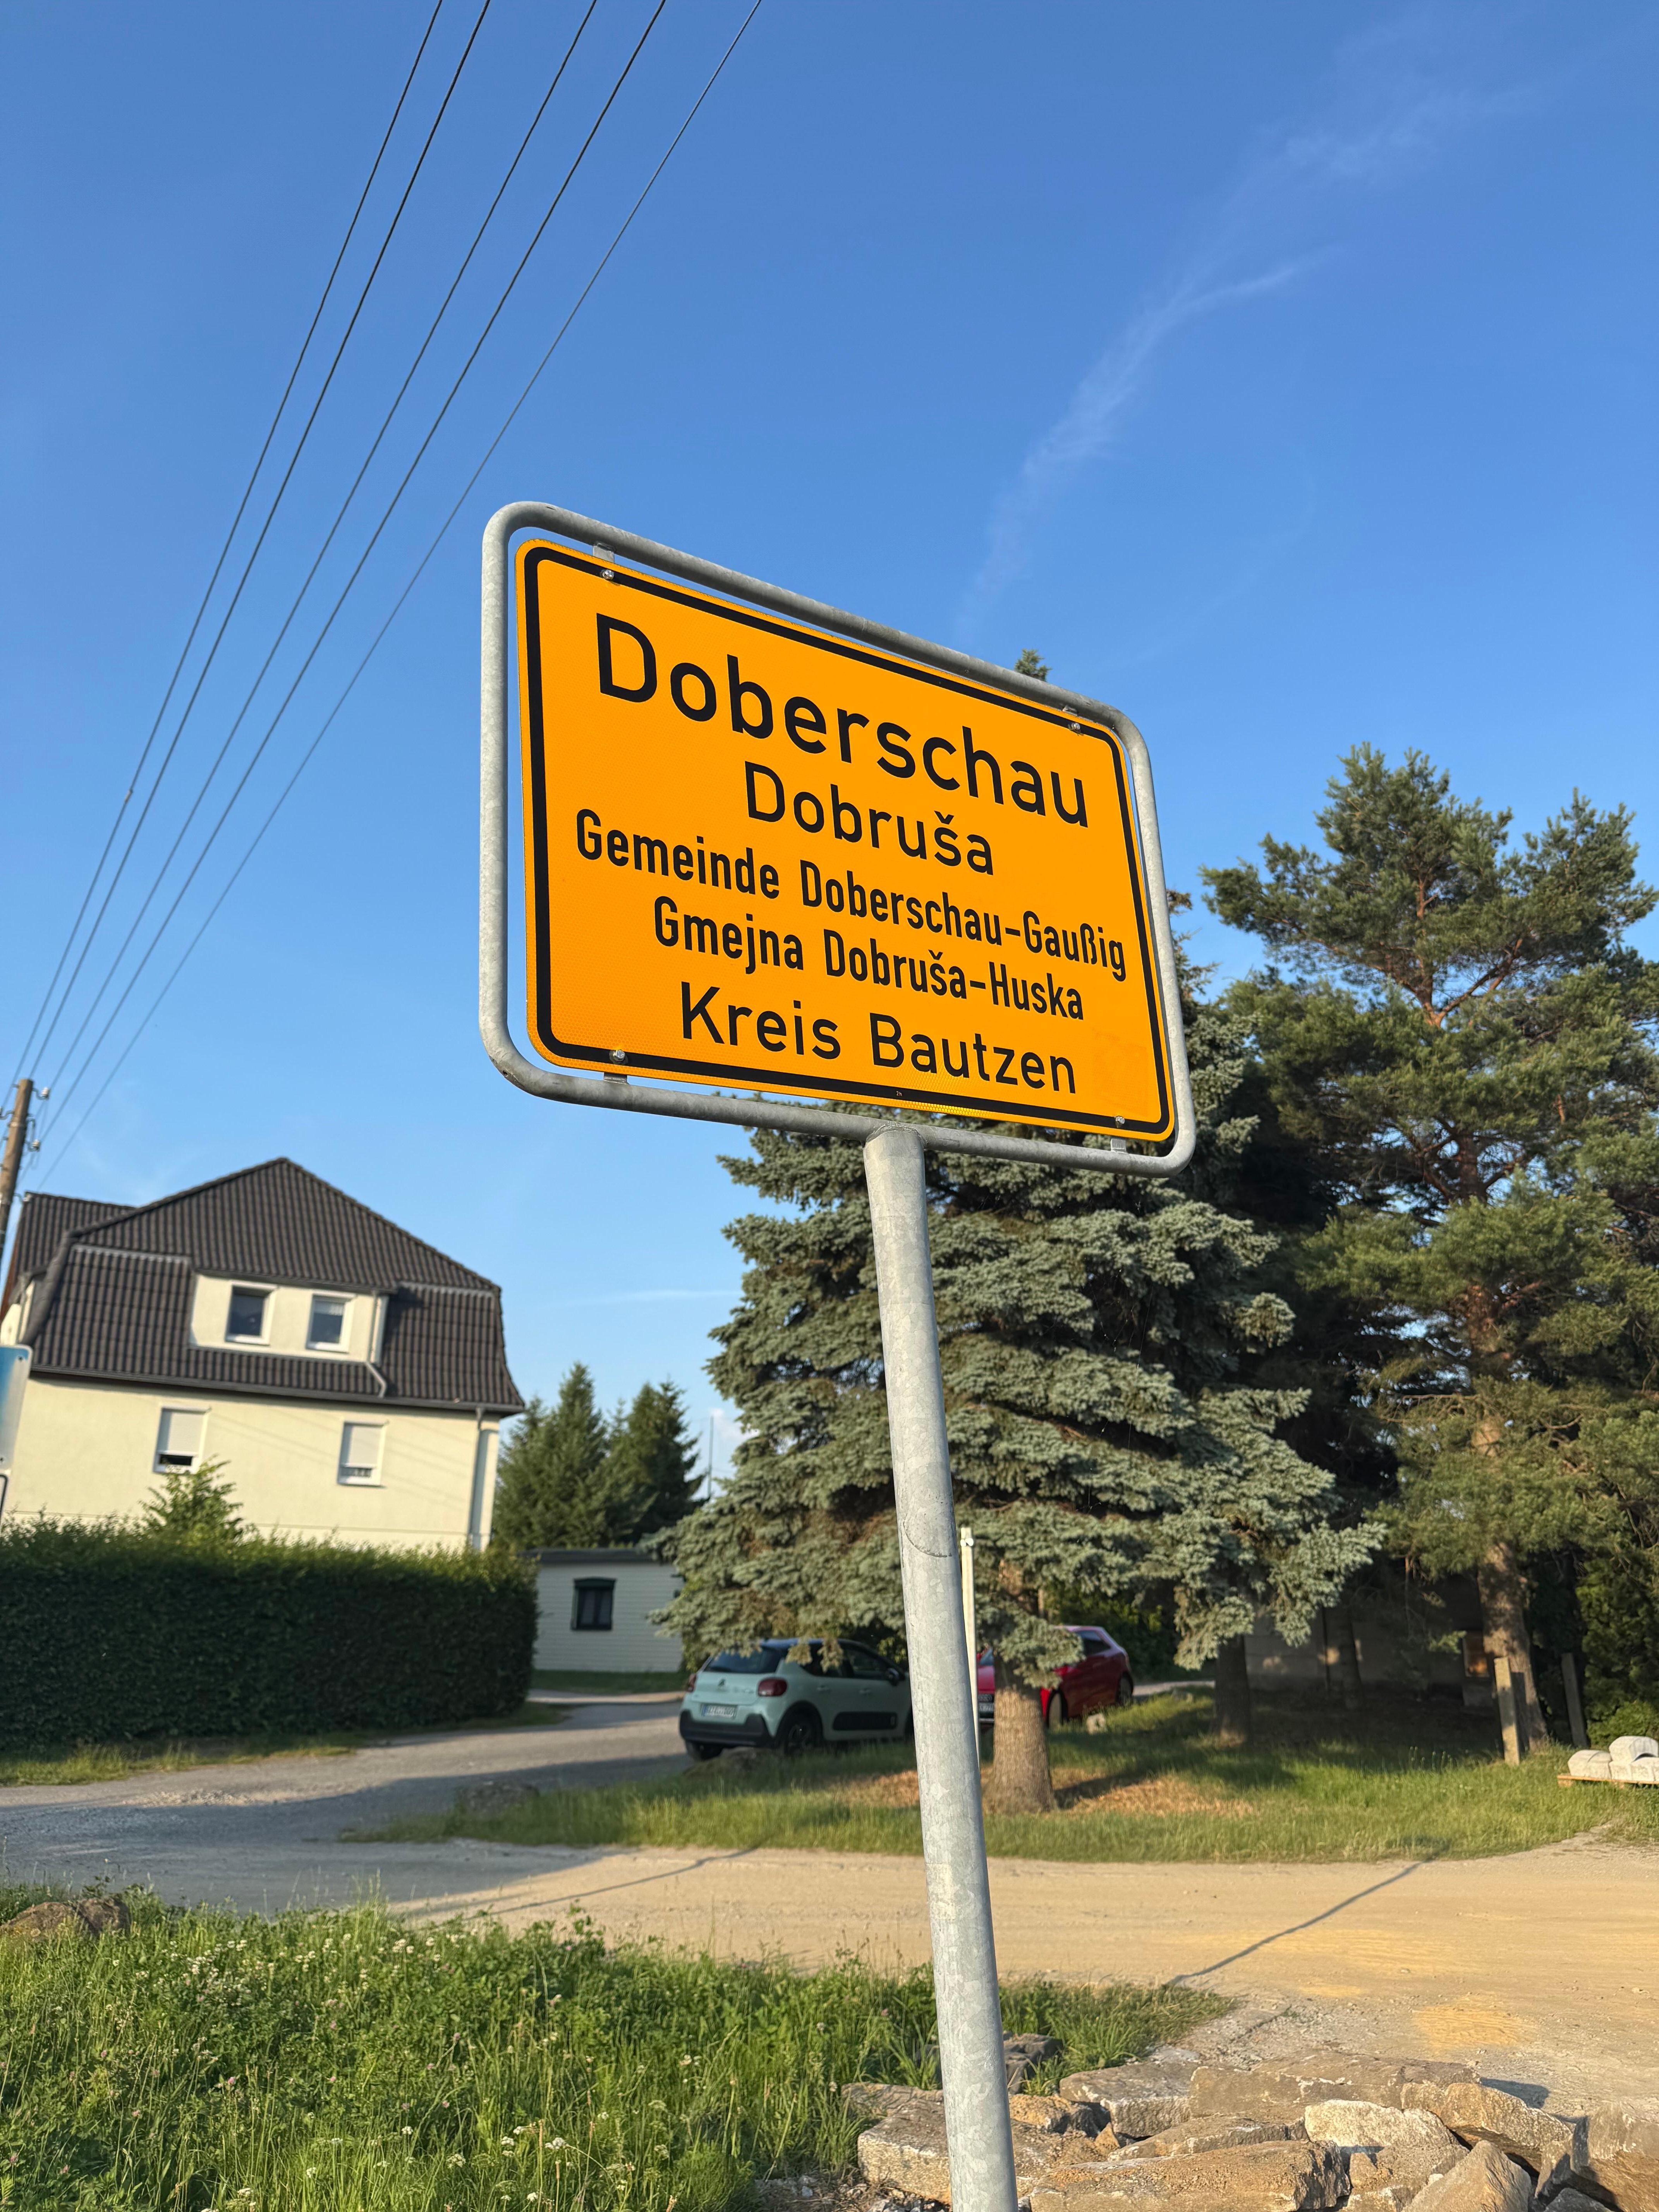 Doberschau
Dobruša
Gemeinde Doberschau-Gaußig
Gmejna Dobruša-Huska
Kreis Bautzen